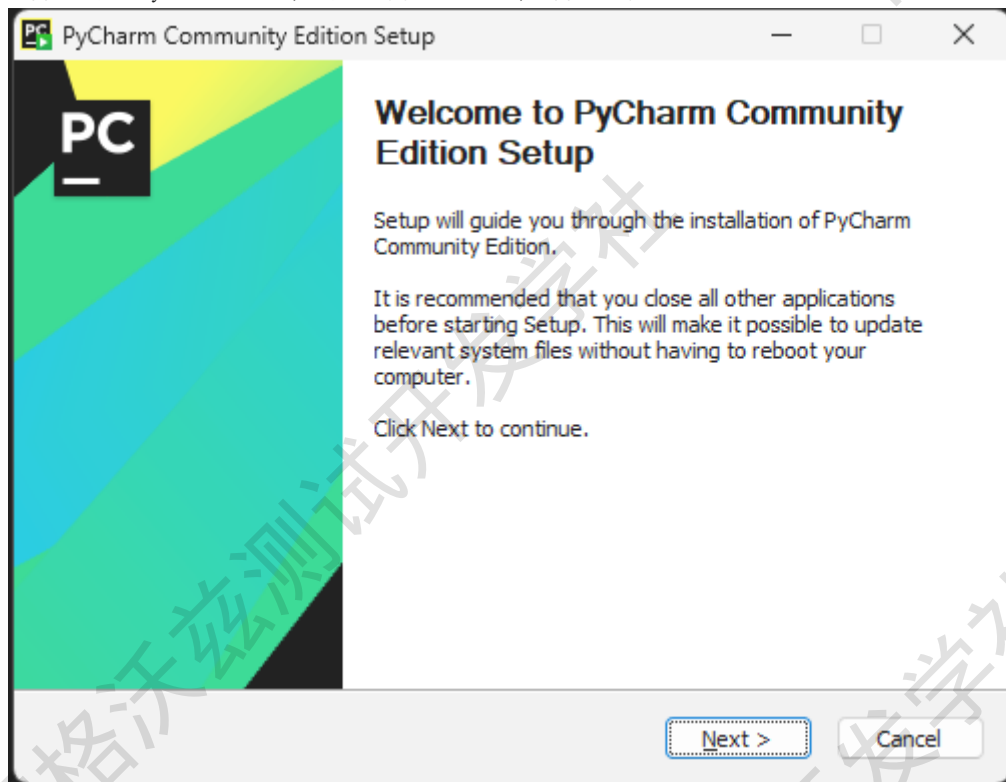 PyCharm Community Edition Setup
PC
Welcome to PyCharm Community
Edition Setup
Setup will guide you through the installation of PyCharm
Community Edition.
It is recommended that you close all other applications
before starting Setup. This will make it possible to update
relevant system files without having to reboot your
computer.
Click Next to continue.
Next >
Cancel
格沃兹测试开发学社